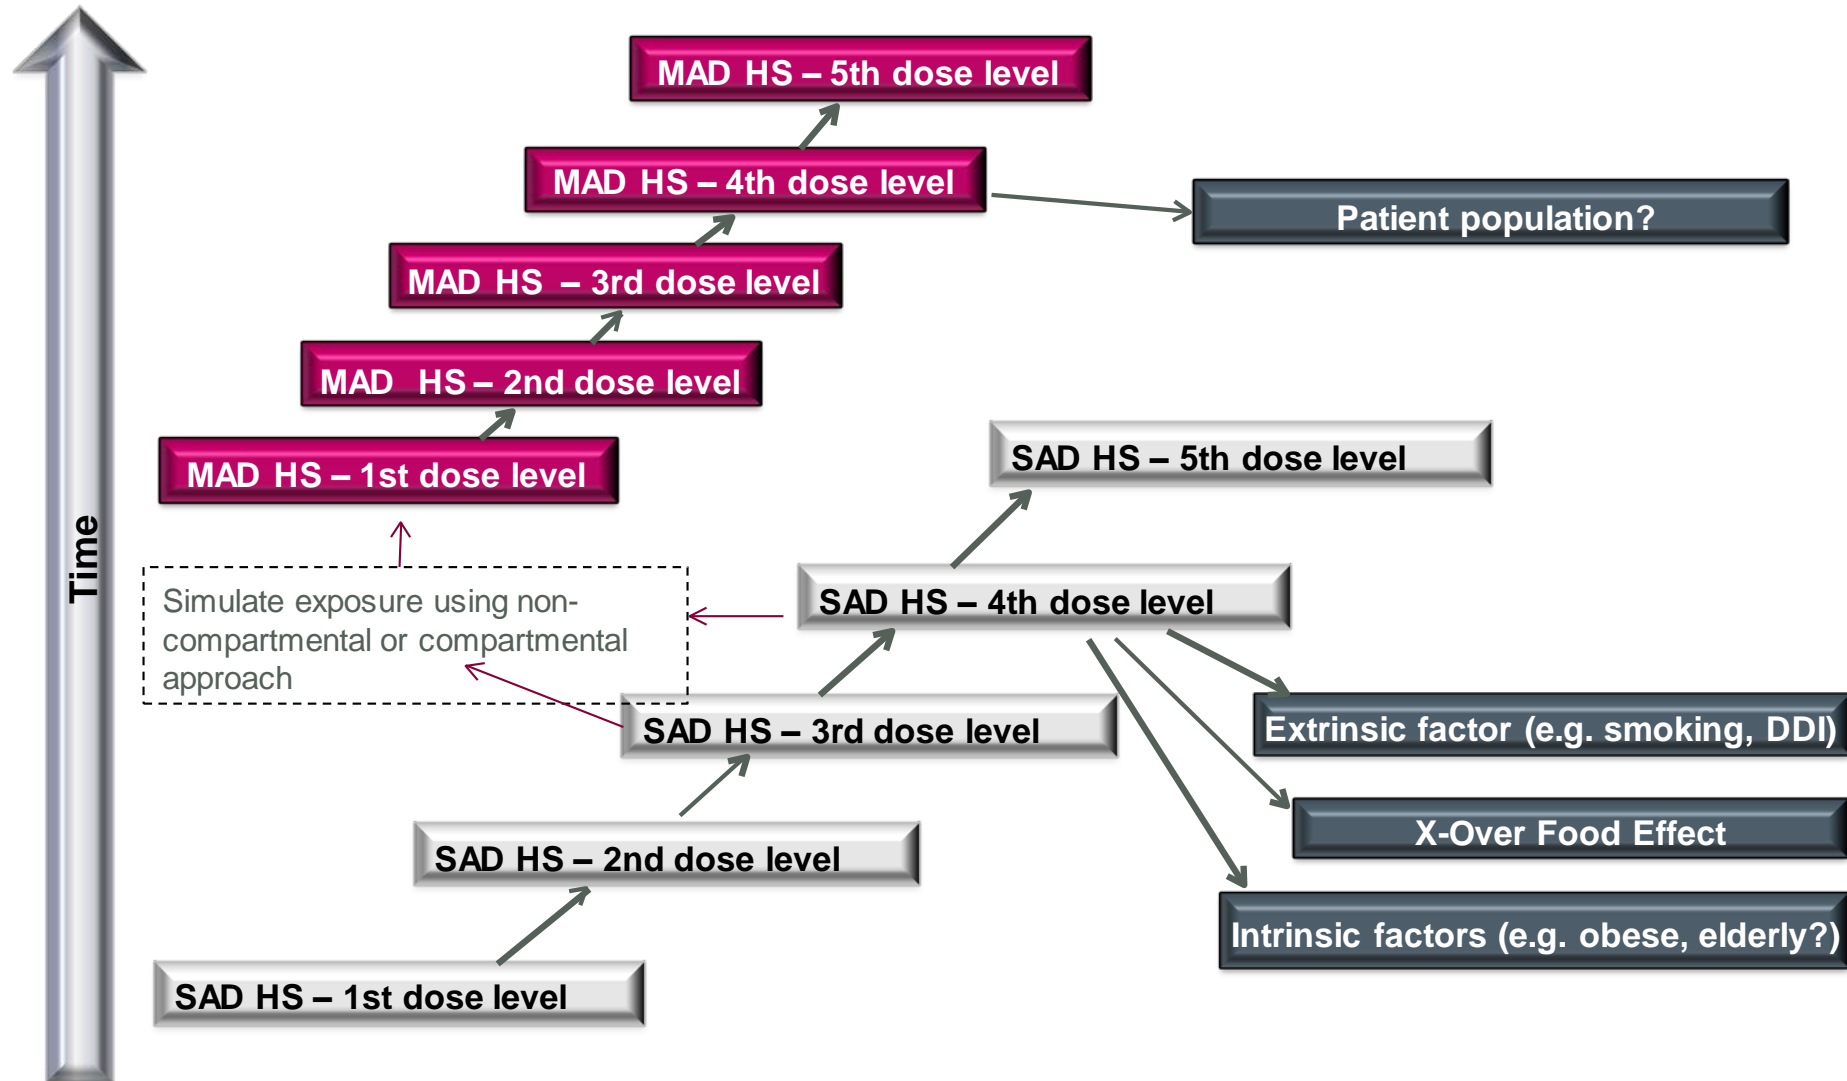 MAD HS – 5th dose level
MAD HS – 4th dose level
Patient population?
MAD HS – 3rd dose level
MAD HS – 2nd dose level
MAD HS – 1st dose level
SAD HS – 5th dose level
Time
Simulate exposure using non-
compartmental or compartmental
approach
SAD HS – 4th dose level
SAD HS – 3rd dose level
Extrinsic factor (e.g. smoking, DDI)
X-Over Food Effect
SAD HS – 2nd dose level
Intrinsic factors (e.g. obese, elderly?)
SAD HS – 1st dose level